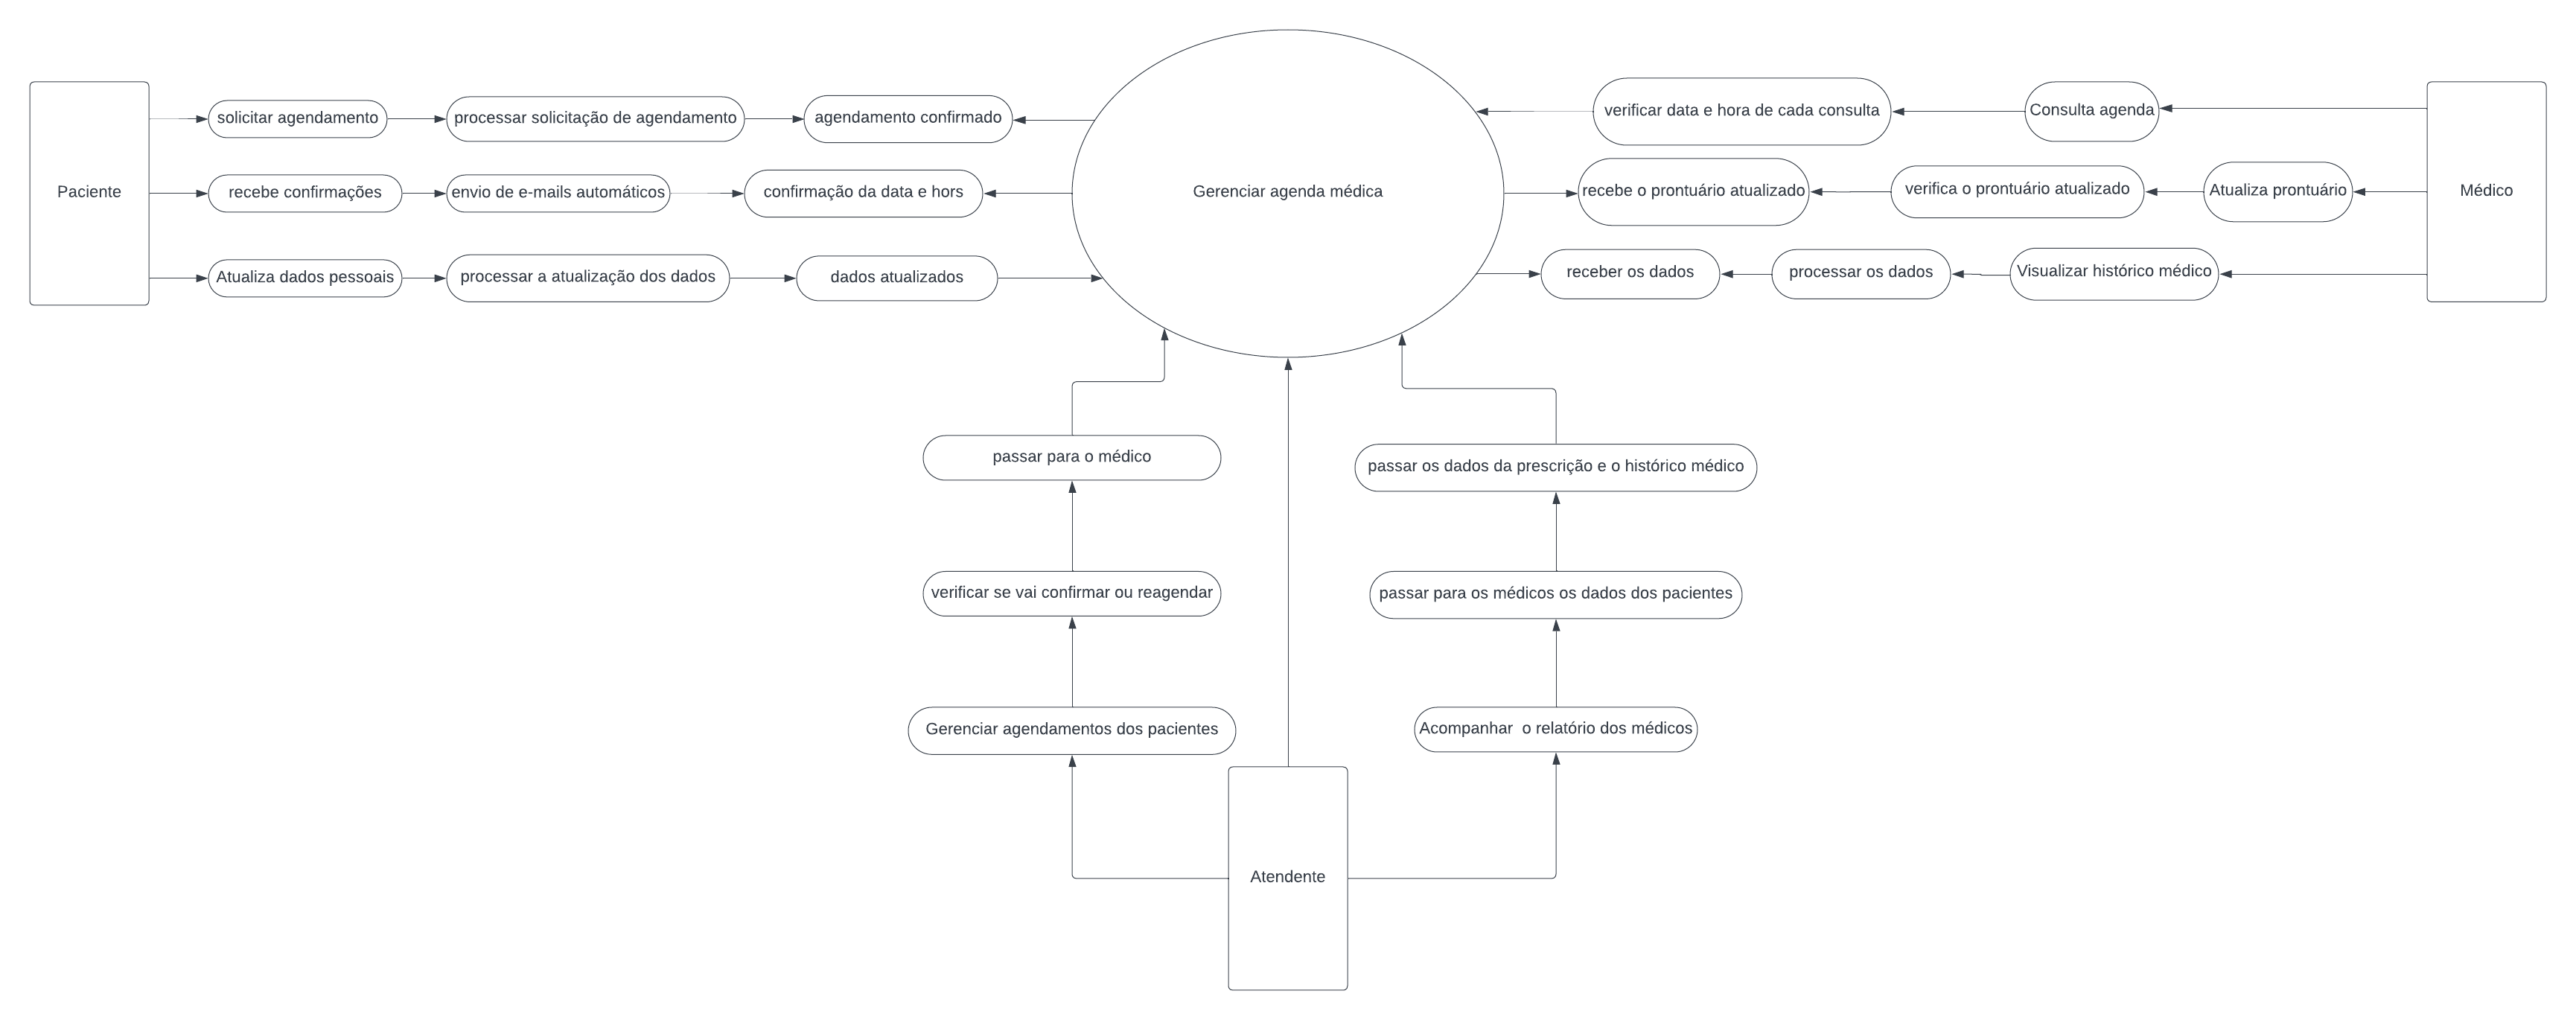 Paciente
solicitar agendamento
processar solicitação de agendamento
agendamento confirmado
recebe confirmações
envio de e-mails automáticos
confirmação da data e hors
Atualiza dados pessoais
processar a atualização dos dados
dados atualizados
Gerenciar agenda médica
verificar data e hora de cada consulta
Consulta agenda
recebe o prontuário atualizado
verifica o prontuário atualizado
Atualiza prontuário
receber os dados
processar os dados
Visualizar histórico médico
Médico
passar para o médico
verificar se vai confirmar ou reagendar
Gerenciar agendamentos dos pacientes
passar os dados da prescrição e o histórico médico
passar para os médicos os dados dos pacientes
Acompanhar  o relatório dos médicos
Atendente